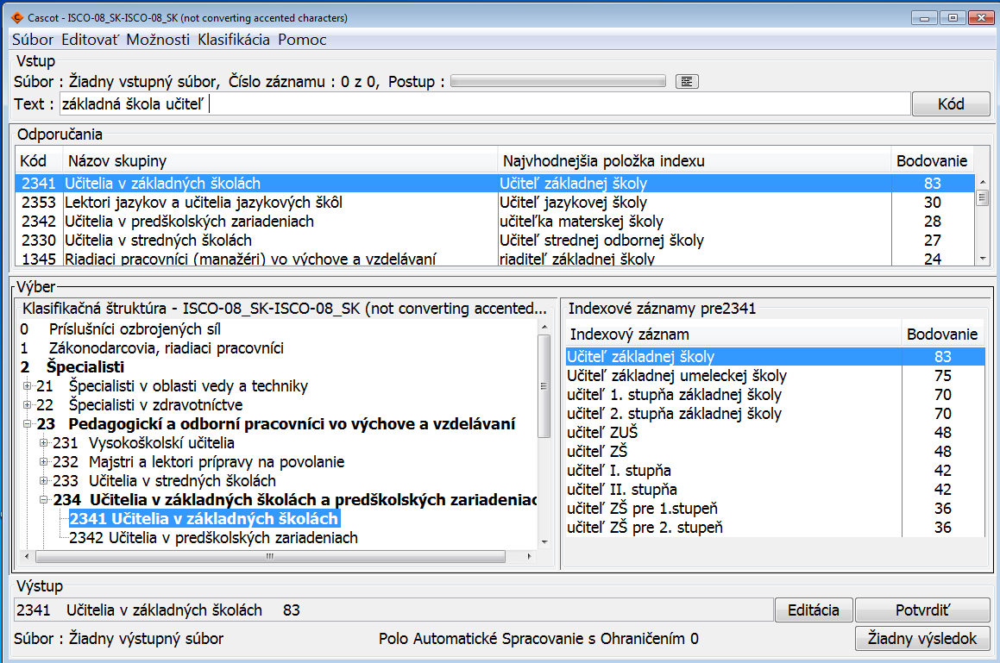 Cascot - ISCO-08_SK-ISCO-08_SK (not converting accented characters)
Súbor Editovať Možnosti Klasifikácia Pomoc
Vstup
Súbor : Žiadny vstupný súbor, Číslo záznamu : 0 z 0, Postup :
Text : základná škola učiteľ Kód
Odporučania
Kód Názov skupiny Najvhodnejšia položka indexu Bodovanie
2341 Učitelia v základných školách Učiteľ základnej školy 83
2353 Lektori jazykov a učitelia jazykových škôl Učiteľ jazykovej školy 30
2342 Učitelia v predškolských zariadeniach učiteľka materskej školy 28
2330 Učitelia v stredných školách Učiteľ strednej odbornej školy 27
1345 Riadiaci pracovníci (manažéri) vo výchove a vzdelávaní riaditeľ základnej školy 24
Výber
Klasifikačná štruktúra - ISCO-08_SK-ISCO-08_SK (not converting accented...
0 Príslušníci ozbrojených síl
1 Zákonodarcovia, riadiaci pracovníci
2 Špecialisti
21 Špecialisti v oblasti vedy a techniky
22 Špecialisti v zdravotníctve
23 Pedagogickí a odborní pracovníci vo výchove a vzdelávaní
231 Vysokoškolskí učitelia
232 Majstri a lektori prípravy na povolanie
233 Učitelia v stredných školách
234 Učitelia v základných školách a predškolských zariadeniac
2341 Učitelia v základných školách
2342 Učitelia v predškolských zariadeniach
Indexové záznamy pre2341
Indexový záznam Bodovanie
Učiteľ základnej školy 83
Učiteľ základnej umeleckej školy 75
učiteľ 1. stupňa základnej školy 70
učiteľ 2. stupňa základnej školy 70
učiteľ ZUŠ 48
učiteľ ZŠ 48
učiteľ I. stupňa 42
učiteľ II. stupňa 42
učiteľ ZŠ pre 1.stupeň 36
učiteľ ZŠ pre 2. stupeň 36
Výstup
2341 Učitelia v základných školách 83 Editácia Potvrdiť
Súbor : Žiadny výstupný súbor Polo Automatické Spracovanie s Ohraničením 0 Žiadny výsledok